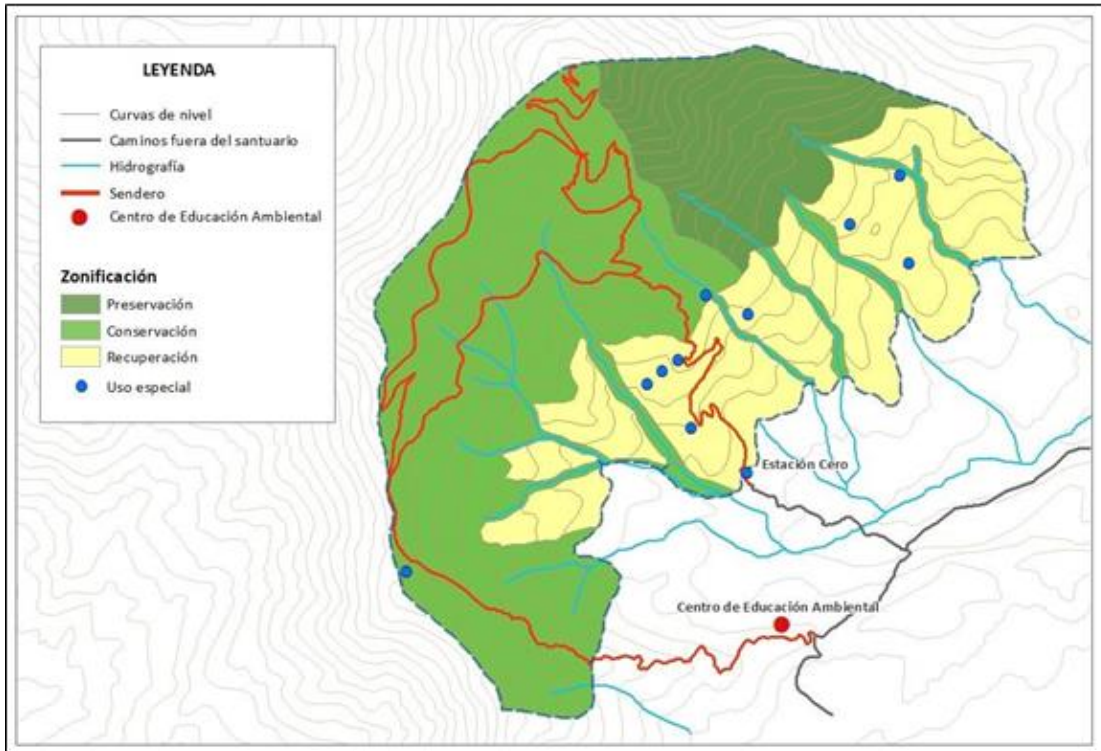 LEYENDA
Curvas de nivel
Caminos fuera del santuario
Hidrografía
Sendero
Centro de Educación Ambiental
Zonificación
Preservación
Conservación
Recuperación
Uso especial
Estación Cero
Centro de Educación Ambiental